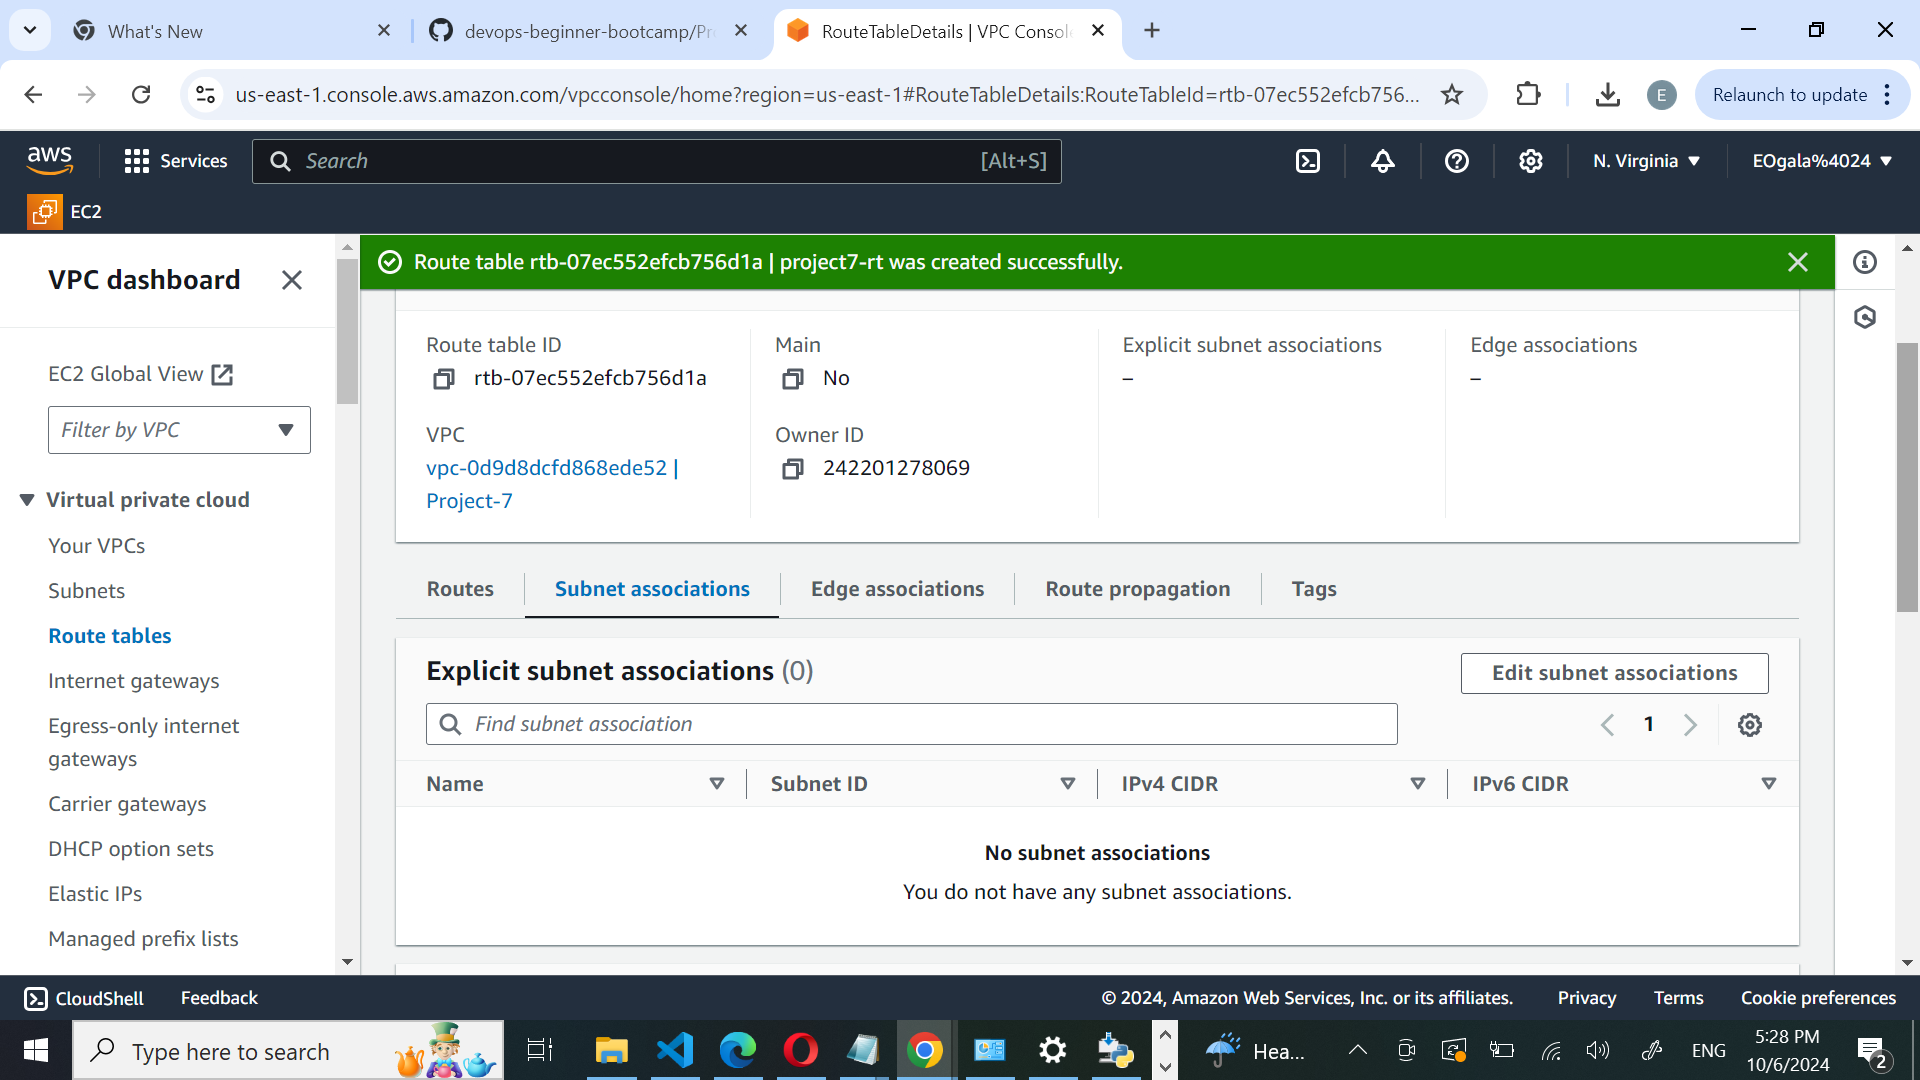 What's New
devops-beginner-bootcamp/Pro
RouteTableDetails | VPC Console
us-east-1.console.aws.amazon.com/vpcconsole/home?region=us-east-1#RouteTableDetails:RouteTableId=rtb-07ec552efcb756...
E
Relaunch to update
aws
Services
Search
[Alt+S]
N. Virginia
EOgala%4024
EC2
VPC dashboard
EC2 Global View
Filter by VPC
Virtual private cloud
Your VPCs
Subnets
Route tables
Internet gateways
Egress-only internet
gateways
Carrier gateways
DHCP option sets
Elastic IPs
Managed prefix lists
Route table rtb-07ec552efcb756d1a | project7-rt was created successfully.
Route table ID
rtb-07ec552efcb756d1a
Main
No
Explicit subnet associations
–
Edge associations
–
VPC
vpc-0d9d8dcfd868ede52 |
Project-7
Owner ID
242201278069
Routes
Subnet associations
Edge associations
Route propagation
Tags
Explicit subnet associations (0)
Edit subnet associations
Find subnet association
1
Name
Subnet ID
IPv4 CIDR
IPv6 CIDR
No subnet associations
You do not have any subnet associations.
CloudShell
Feedback
© 2024, Amazon Web Services, Inc. or its affiliates.
Privacy
Terms
Cookie preferences
Type here to search
Hea...
ENG
5:28 PM
10/6/2024
2